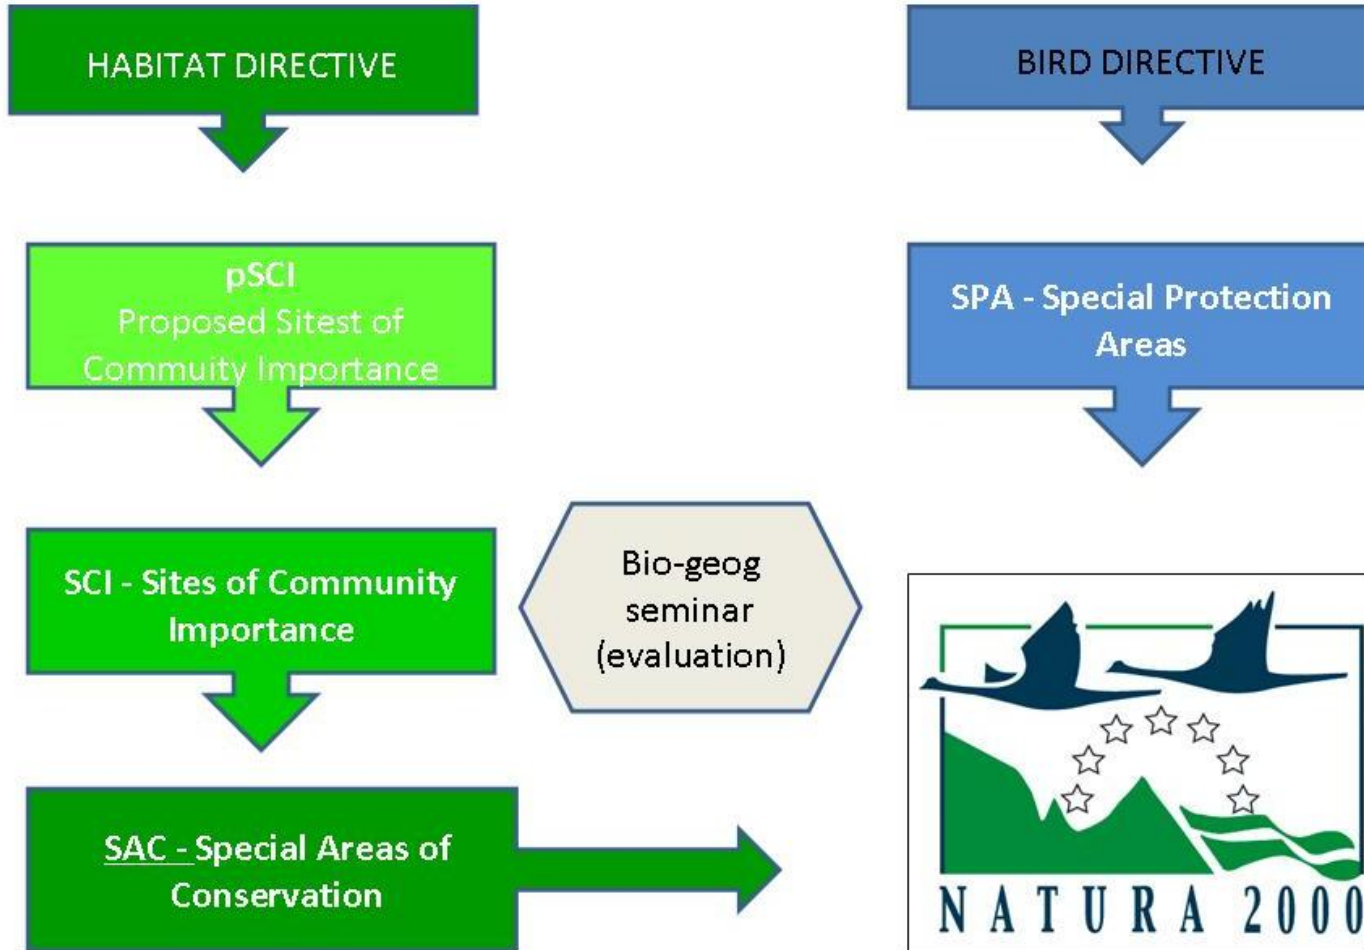 HABITAT DIRECTIVE
BIRD DIRECTIVE
pSCI
Proposed Sitest of
Commuity Importance
SPA - Special Protection
Areas
SCI - Sites of Community
Importance
Bio-geog
seminar
(evaluation)
SAC - Special Areas of
Conservation
NATURA 2000